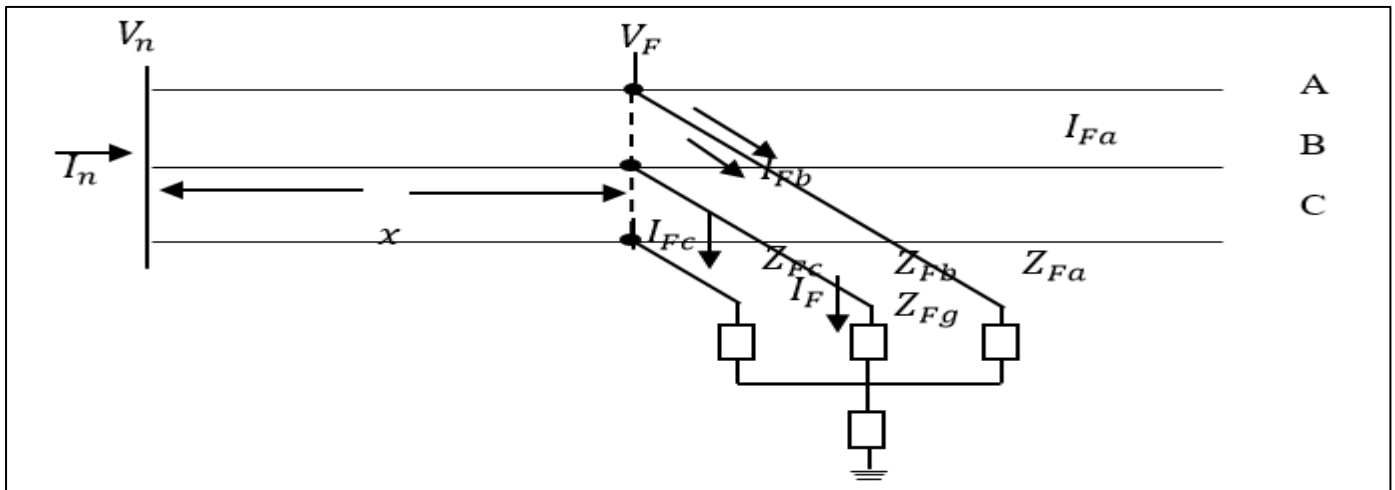 V_n
V_F
A
I_Fa
B
I_n
I_Fb
C
x
I_Fc
Z_Fc
Z_Fb
Z_Fa
I_F
Z_Fg